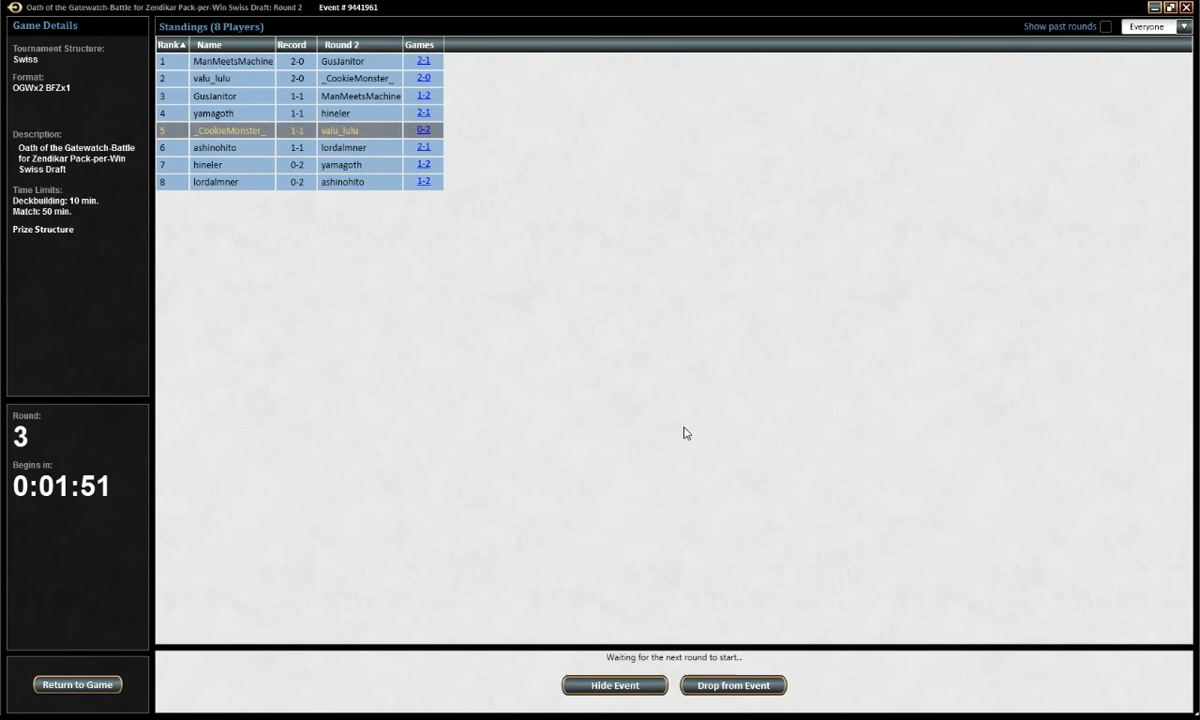 Oath of the Gatewatch-Battle for Zendikar Pack-per-Win Swiss Draft: Round 2 Event # 9441961
Game Details
Tournament Structure:
Swiss
Format:
OGWx2 BFZx1
Description:
Oath of the Gatewatch-Battle
for Zendikar Pack-per-Win
Swiss Draft
Time Limits:
Deckbuilding: 10 min.
Match: 50 min.
Prize Structure
Round:
3
Begins in:
0:01:51
Return to Game
Standings (8 Players) Show past rounds Everyone
Rank Name Record Round 2 Games
1 ManMeetsMachine 2-0 GusJanitor 2-1
2 valu_lulu 2-0 _CookieMonster_ 2-0
3 GusJanitor 1-1 ManMeetsMachine 1-2
4 yamagoth 1-1 hineler 2-1
5 _CookieMonster_ 1-1 valu_lulu 0-2
6 ashinohito 1-1 lordalmner 2-1
7 hineler 0-2 yamagoth 1-2
8 lordalmner 0-2 ashinohito 1-2
Waiting for the next round to start...
Hide Event Drop from Event